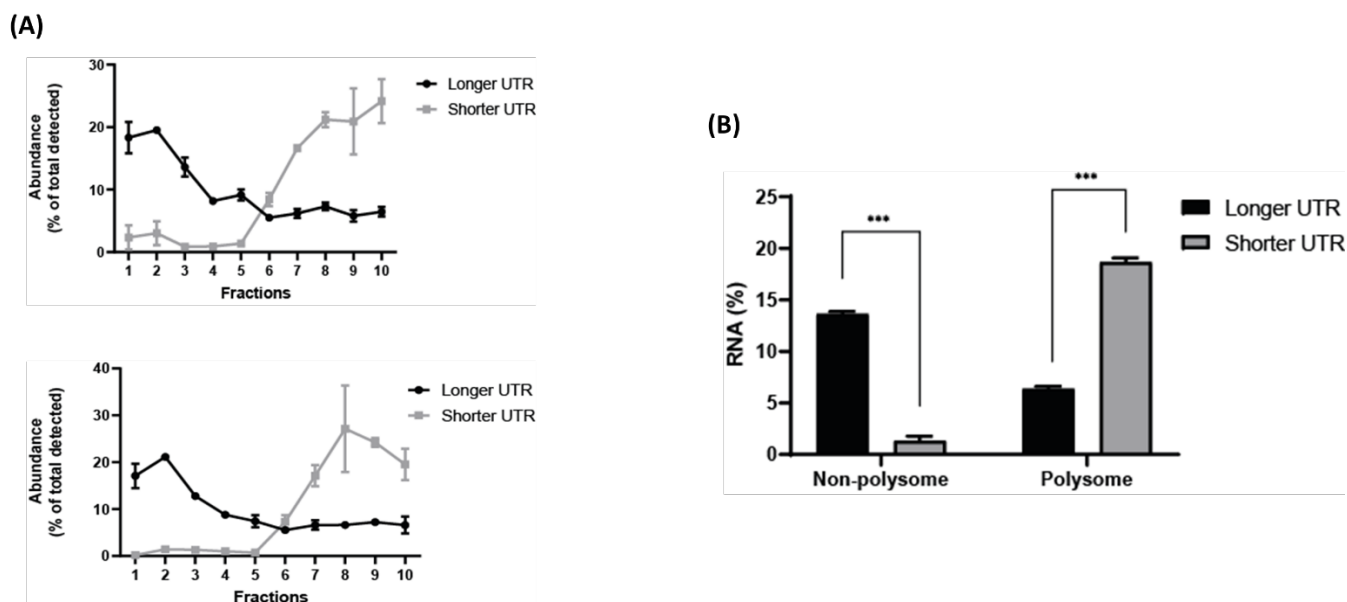 (A)
30
20
10
0
Abundance
(% of total detected)
Longer UTR
Shorter UTR
1 2 3 4 5 6 7 8 9 10
Fractions
40
30
20
10
0
Abundance
(% of total detected)
Longer UTR
Shorter UTR
1 2 3 4 5 6 7 8 9 10
Fractions
(B)
25
20
15
10
5
0
RNA (%)
***
***
Longer UTR
Shorter UTR
Non-polysome Polysome